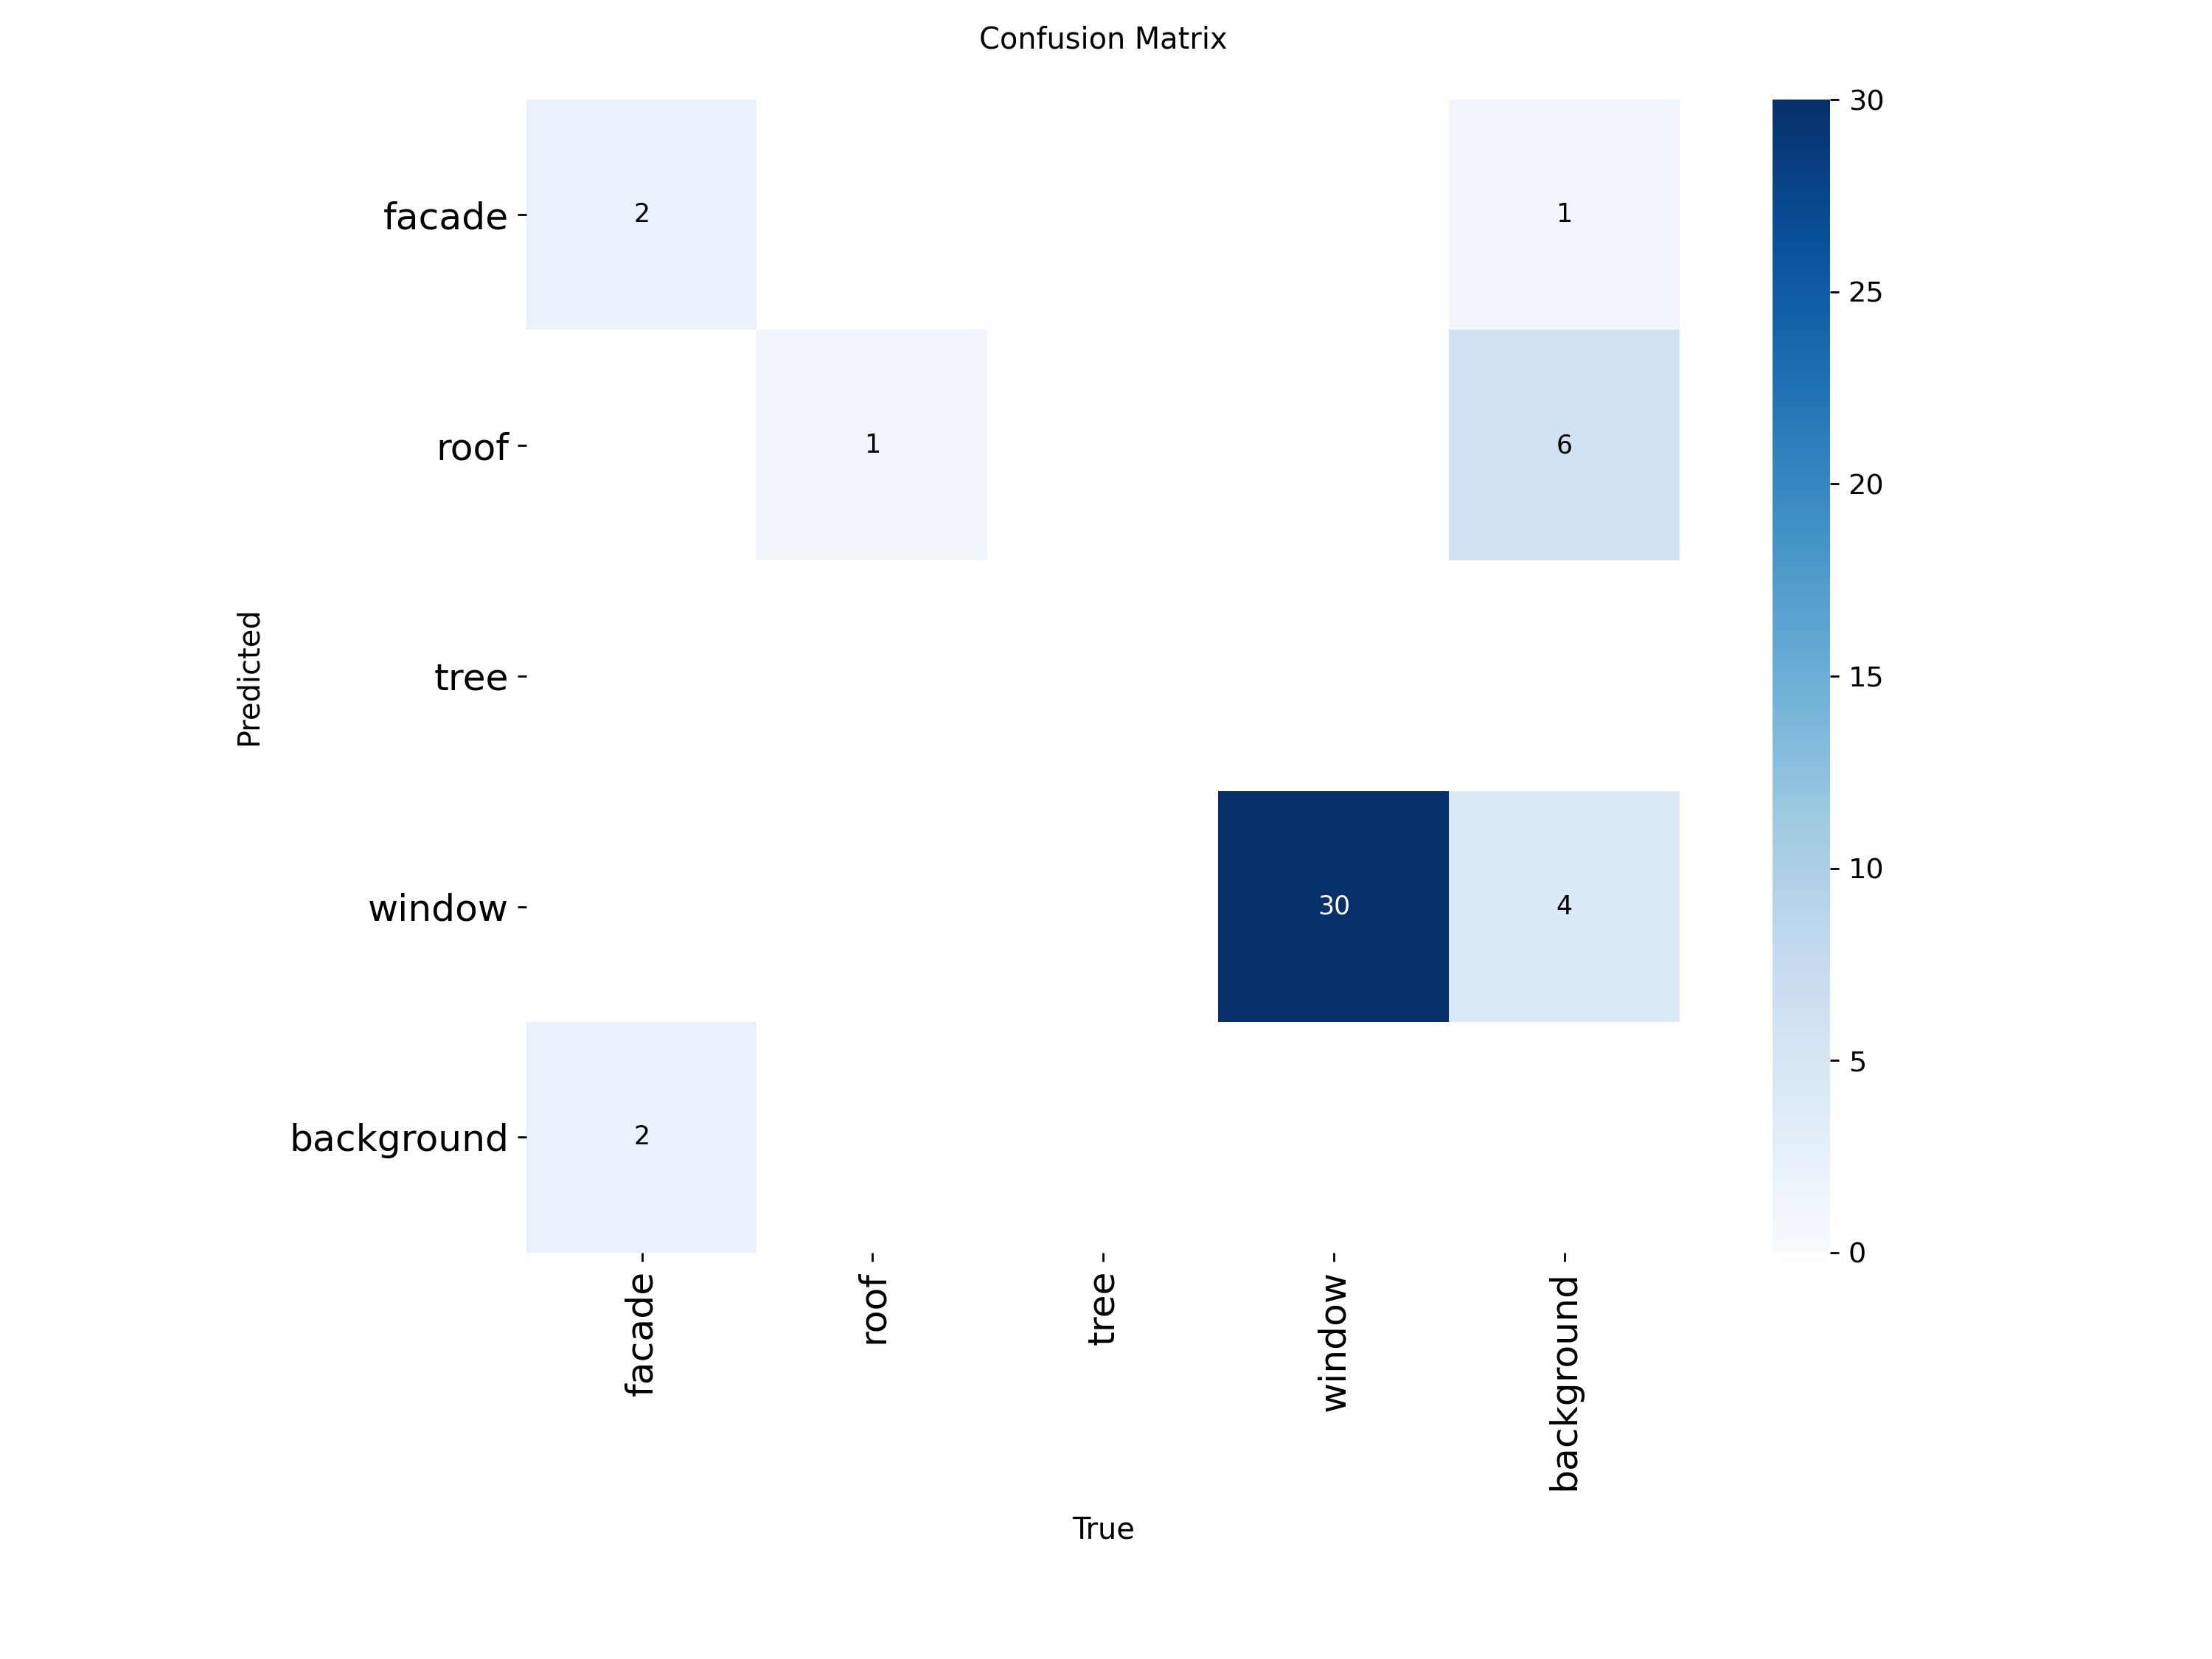 Confusion Matrix
facade
2
1
roof
1
6
tree
window
30
4
background
2
Predicted
facade
roof
tree
window
background
True
30
25
20
15
10
5
0